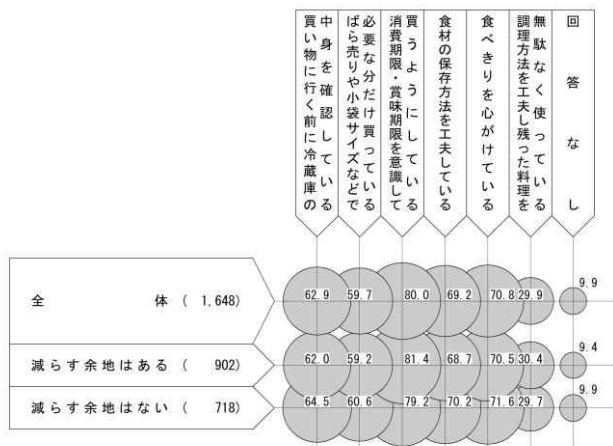 買い物に行く前に冷蔵庫の
中身を確認している
ばら売りや小袋サイズなどで
必要な分だけ買っている
消費期限・賞味期限を意識して
買うようにしている
食材の保存方法を工夫している
食べきりを心がけている
調理方法を工夫し残った料理を
無駄なく使っている
回答なし
全体 ( 1,648)
62.9 59.7 80.0 69.2 70.8 29.9 9.9
減らす余地はある ( 902)
62.0 59.2 81.4 68.7 70.5 30.4 9.4
減らす余地はない ( 718)
64.5 60.6 79.2 70.2 71.6 29.7 9.9